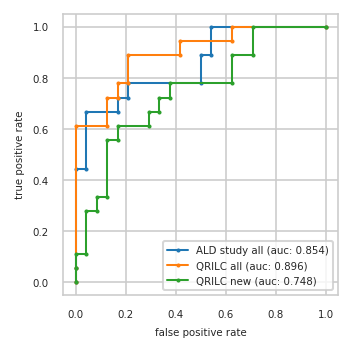 1.0
0.8
0.6
0.4
0.2
0.0
true positive rate
ALD study all (auc: 0.854)
QRILC all (auc: 0.896)
QRILC new (auc: 0.748)
0.0 0.2 0.4 0.6 0.8 1.0
false positive rate